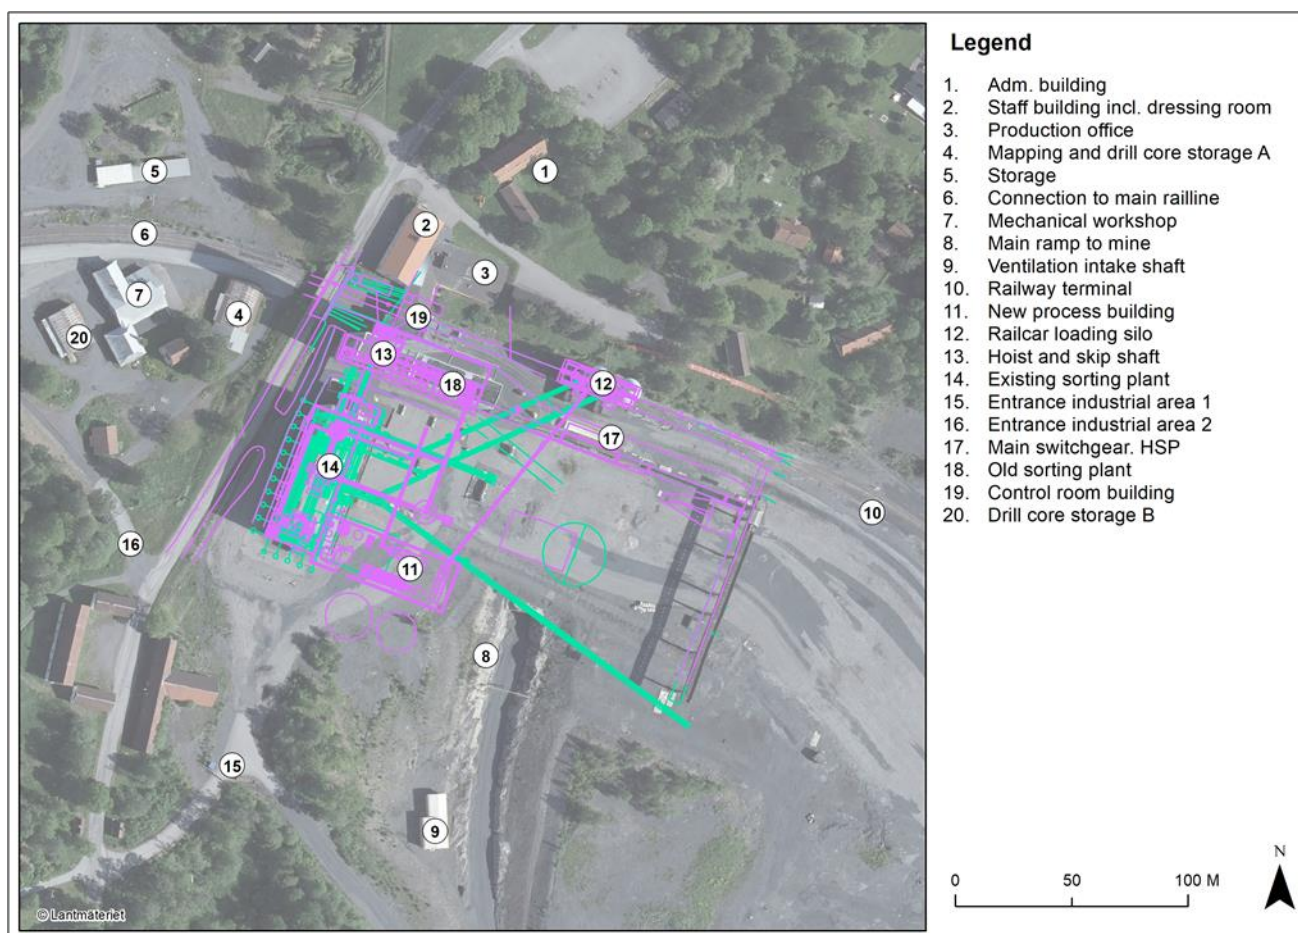 Legend
1. Adm. building
2 Staff building incl. dressing room
3. Production office
4. Mapping and drill core storage A
5. Storage
6. Connection to main railline
7. Mechanical workshop
8. Main ramp to mine
9. Ventilation intake shaft
10. Railway terminal
11. New process building
12. Railcar loading silo
13. Hoist and skip shaft
14. Existing sorting plant
15. Entrance industrial area 1
16. Entrance industrial area 2
17. Main switchgear. HSP
18. Old sorting plant
19. Control room building
20. Drill core storage B
1
5
2
6
3
7
4
19
20
13
18
12
17
14
10
16
11
8
15
9
N
0 50 100 M
© Lantmäteriet